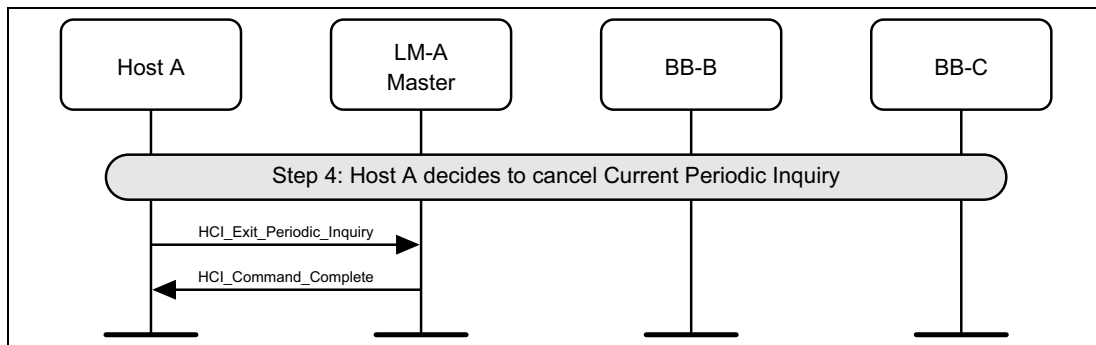 Host A
LM-A
Master
BB-B
BB-C
Step 4: Host A decides to cancel Current Periodic Inquiry
HCI_Exit_Periodic_Inquiry
HCI_Command_Complete